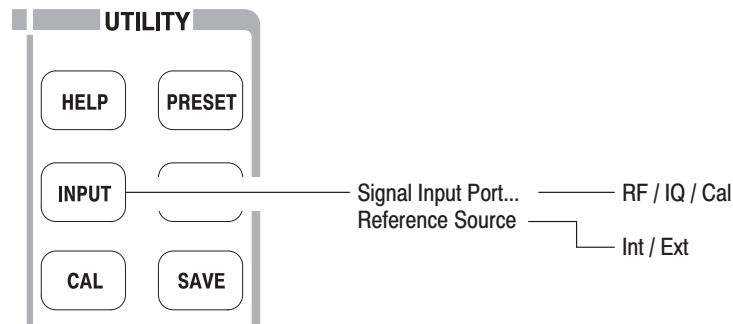 UTILITY
HELP PRESET
INPUT Signal Input Port... RF / IQ / Cal
Reference Source
Int / Ext
CAL SAVE